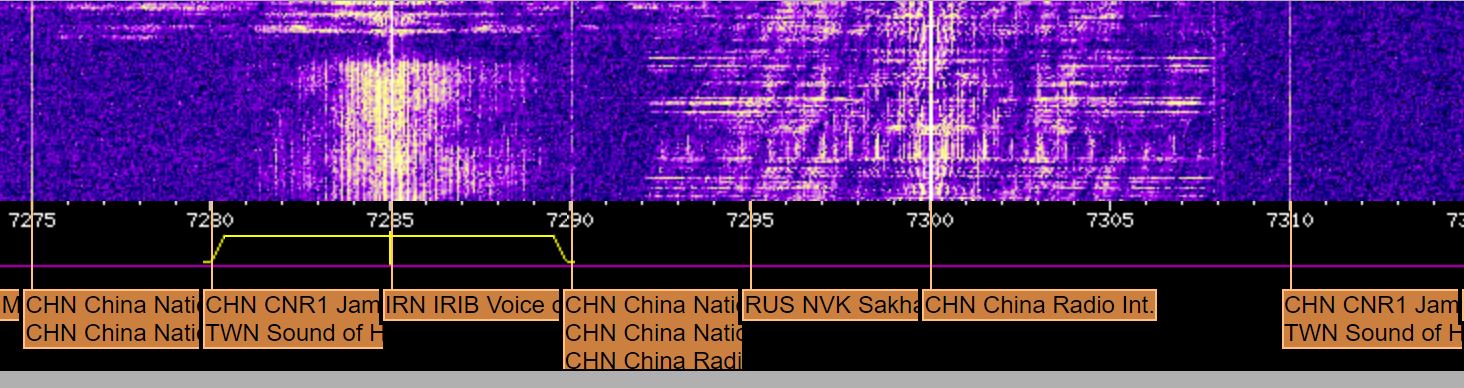 7275 7280 7285 7290 7295 7300 7305 7310
M CHN China Natio CHN CNR1 Jam IRN IRIB Voice CHN China Natio RUS NVK Sakha CHN China Radio Int. CHN CNR1 Jam
CHN China Natio TWN Sound of H CHN China Natio TWN Sound of H
CHN China Radi